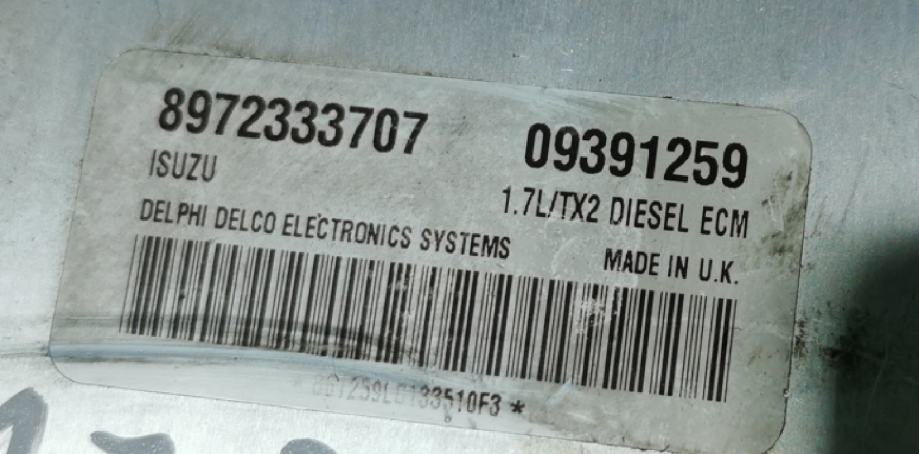 8972333707 09391259
ISUZU
1.7L/TX2 DIESEL ECM
DELPHI DELCO ELECTRONICS SYSTEMS
MADE IN U.K.